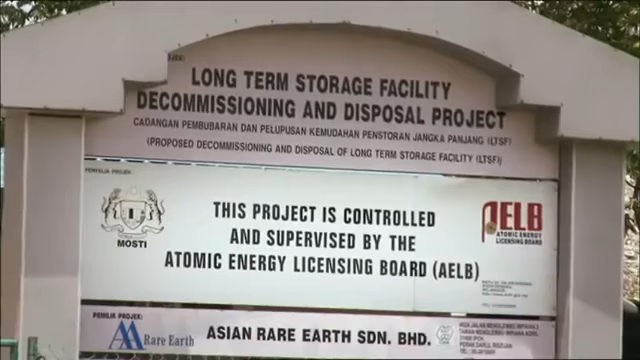 LONG TERM STORAGE FACILITY
DECOMMISSIONING AND DISPOSAL PROJECT
CADANGAN PEMBUBARAN DAN PELUPUSAN KEMUDAHAN PENSTORAN JANGKA PANJANG (LTSF)
(PROPOSED DECOMMISSIONING AND DISPOSAL OF LONG TERM STORAGE FACILITY (LTSF))
PENYELIA PROJEK:
MOSTI
THIS PROJECT IS CONTROLLED
AND SUPERVISED BY THE
ATOMIC ENERGY LICENSING BOARD (AELB)
AELB
ATOMIC ENERGY
LICENSING BOARD
PEMILIK PROJEK:
Rare Earth
ASIAN RARE EARTH SDN. BHD.